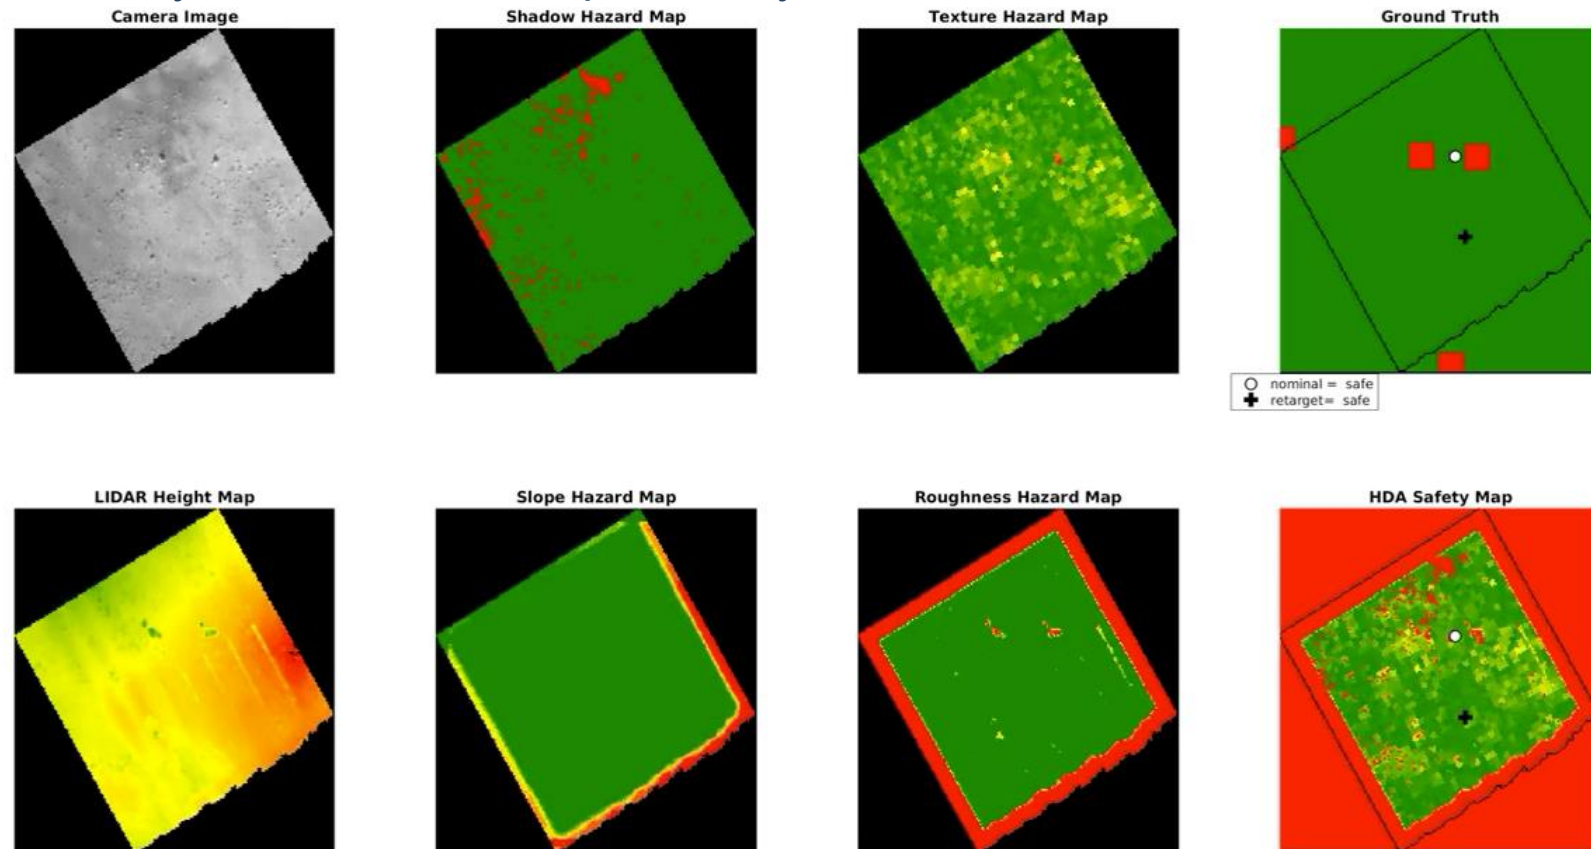 Camera Image
Shadow Hazard Map
Texture Hazard Map
Ground Truth
nominal = safe
retarget= safe
LIDAR Height Map
Slope Hazard Map
Roughness Hazard Map
HDA Safety Map